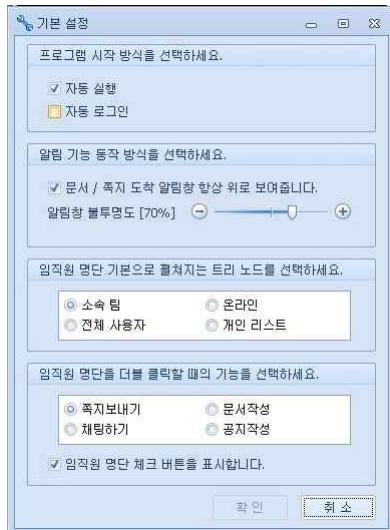 기본 설정
프로그램 시작 방식을 선택하세요.
자동 실행
자동 로그인
알림 기능 동작 방식을 선택하세요.
문서 / 쪽지 도착 알림창 항상 위로 보여줍니다.
알림창 불투명도 [70%]
임직원 명단 기본으로 펼쳐지는 트리 노드를 선택하세요.
소속 팀 온라인
전체 사용자 개인 리스트
임직원 명단을 더블 클릭할 때의 기능을 선택하세요.
쪽지보내기 문서작성
채팅하기 공지작성
임직원 명단 체크 버튼을 표시합니다.
확 인 취 소